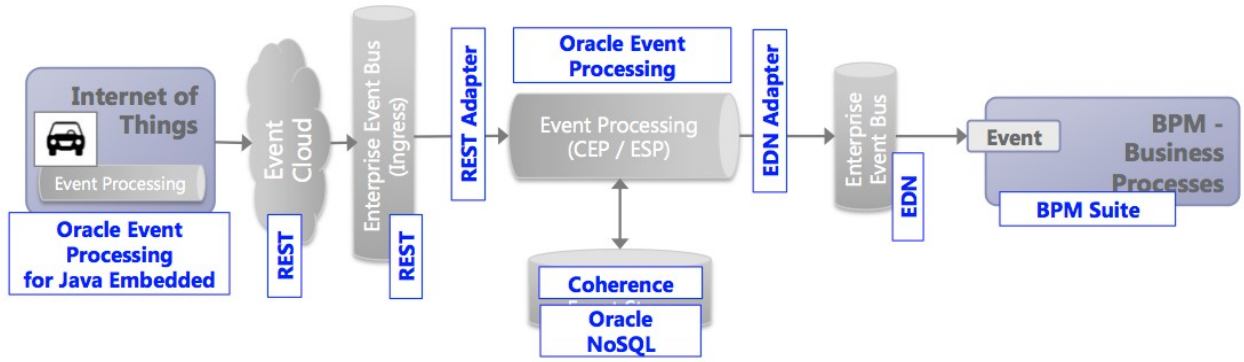 Internet of
Things
Event Processing
Oracle Event
Processing
for Java Embedded
Event
Cloud
REST
Enterprise Event Bus
(Ingress)
REST
REST Adapter
Oracle Event
Processing
Event Processing
(CEP / ESP)
Coherence
Oracle
NoSQL
EDN Adapter
Enterprise
Event Bus
EDN
Event
BPM -
Business
Processes
BPM Suite